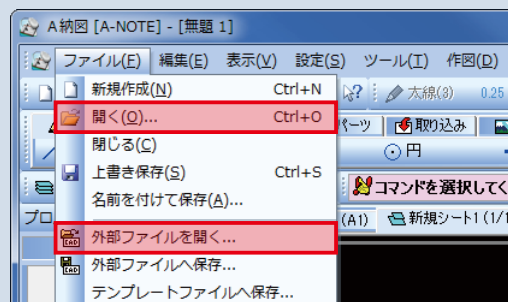 A納図 [A-NOTE] - [無題 1]
ファイル(F) 編集(E) 表示(V) 設定(S) ツール(T) 作図(D)
新規作成(N) Ctrl+N
太線(3) 0.25
開く(O)... Ctrl+O
パーツ 取り込み
閉じる(C)
円
上書き保存(S) Ctrl+S
コマンドを選択してく
名前を付けて保存(A)...
プロ
(A1) 新規シート1 (1/1
外部ファイルを開く...
外部ファイルへ保存...
テンプレートファイルへ保存...